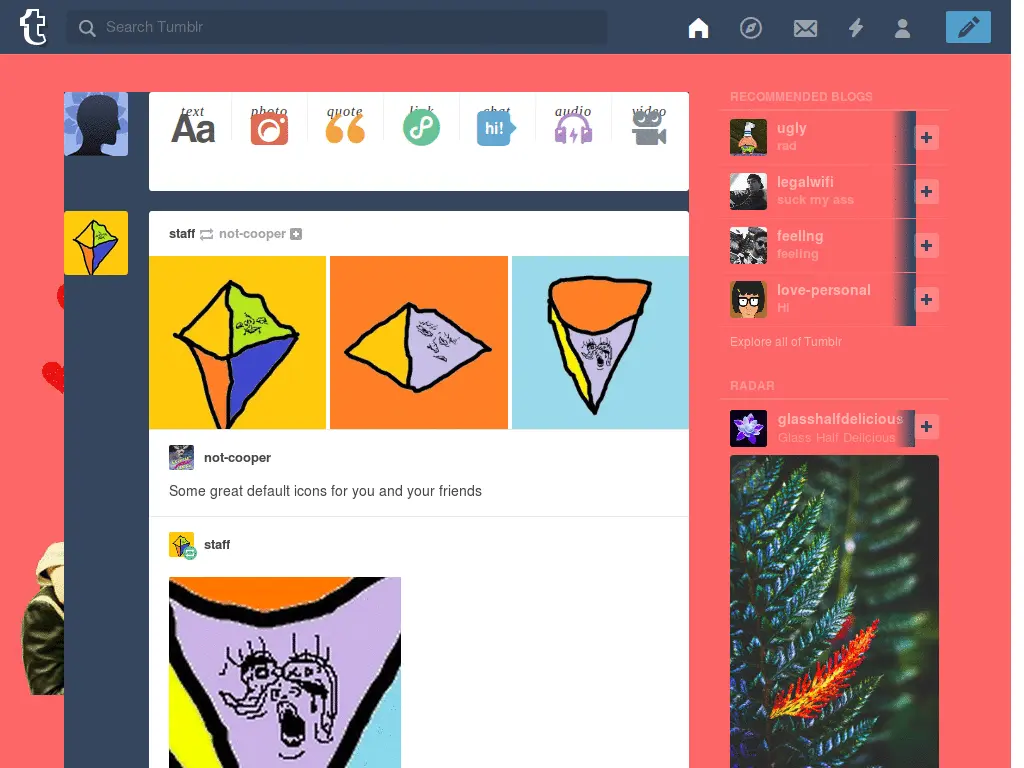 t
Search Tumblr
text photo quote link chat audio video
Aa
hi!
RECOMMENDED BLOGS
ugly
rad
legalwifi
suck my ass
feellng
feeling
love-personal
Hi
Explore all of Tumblr
RADAR
glasshalfdelicious
Glass Half Delicious
staff not-cooper
not-cooper
Some great default icons for you and your friends
staff